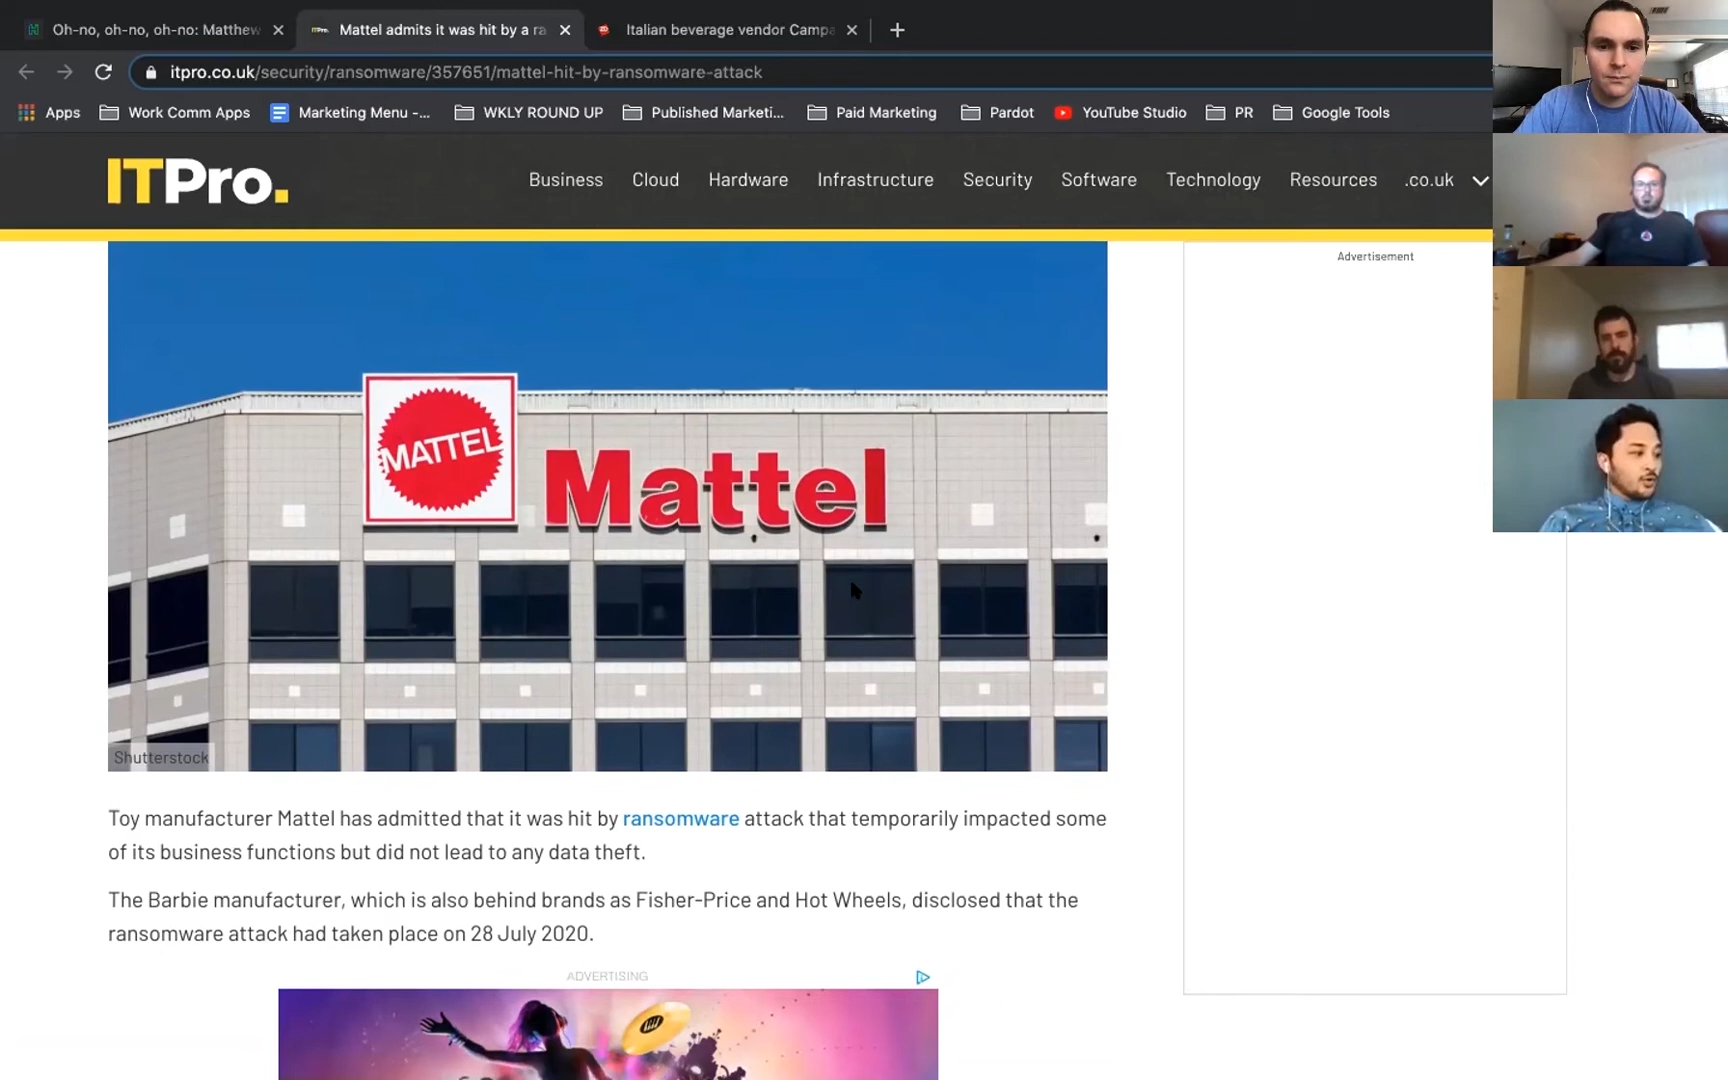 Oh-no, oh-no, oh-no: Matthew
Mattel admits it was hit by a ra
Italian beverage vendor Campa
itpro.co.uk/security/ransomware/357651/mattel-hit-by-ransomware-attack
Apps
Work Comm Apps
Marketing Menu -...
WKLY ROUND UP
Published Marketi...
Paid Marketing
Pardot
YouTube Studio
PR
Google Tools
ITPro.
Business
Cloud
Hardware
Infrastructure
Security
Software
Technology
Resources
.co.uk
Advertisement
MATTEL
Mattel
Shutterstock
Toy manufacturer Mattel has admitted that it was hit by ransomware attack that temporarily impacted some
of its business functions but did not lead to any data theft.
The Barbie manufacturer, which is also behind brands as Fisher-Price and Hot Wheels, disclosed that the
ransomware attack had taken place on 28 July 2020.
ADVERTISING